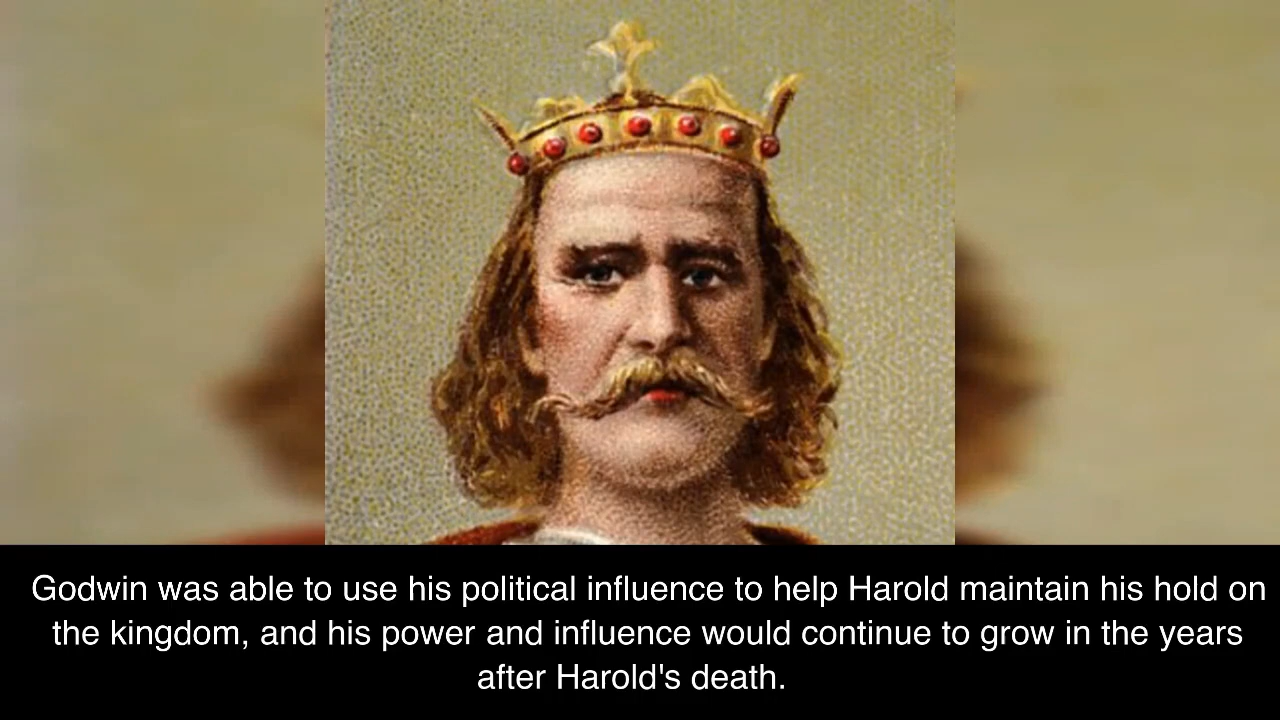 Godwin was able to use his political influence to help Harold maintain his hold on
the kingdom, and his power and influence would continue to grow in the years
after Harold's death.